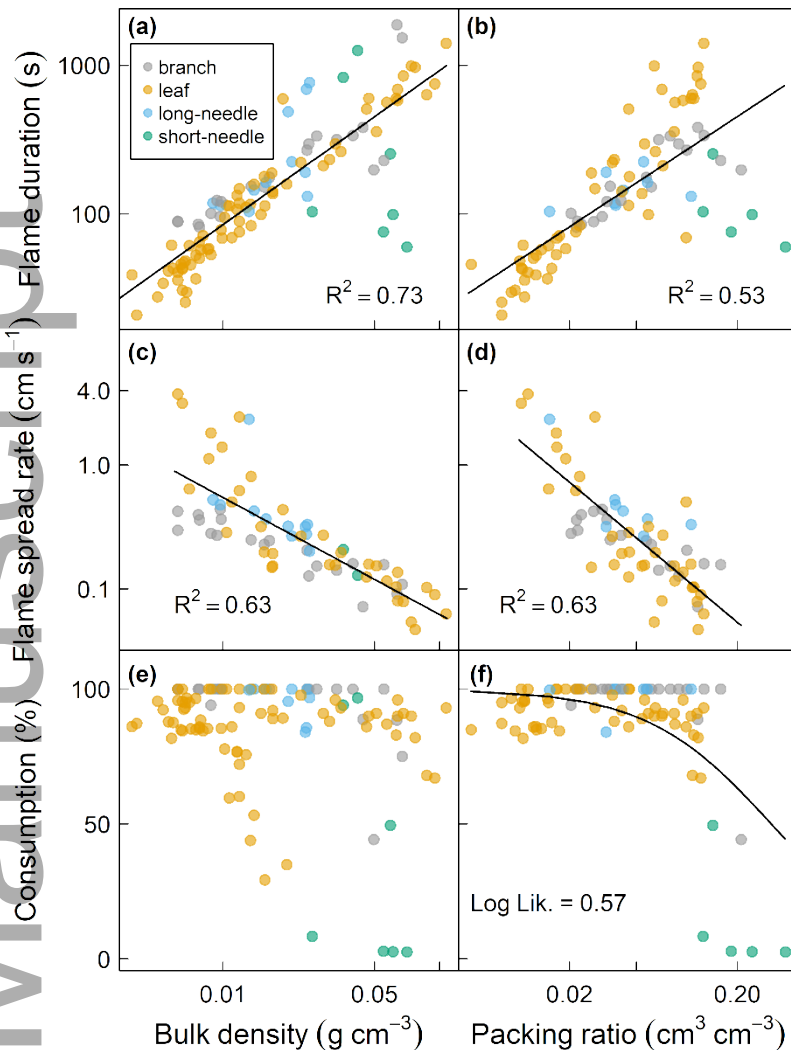 Manuscript
(a)
(b)
branch
leaf
long-needle
short-needle
Flame duration (s)
1000
100
R² = 0.73
R² = 0.53
(c)
(d)
Flame spread rate (cm s⁻¹)
4.0
1.0
0.1
R² = 0.63
R² = 0.63
(e)
(f)
Consumption (%)
100
50
0
Log Lik. = 0.57
0.01
0.05
0.02
0.20
Bulk density (g cm⁻³)
Packing ratio (cm³ cm⁻³)